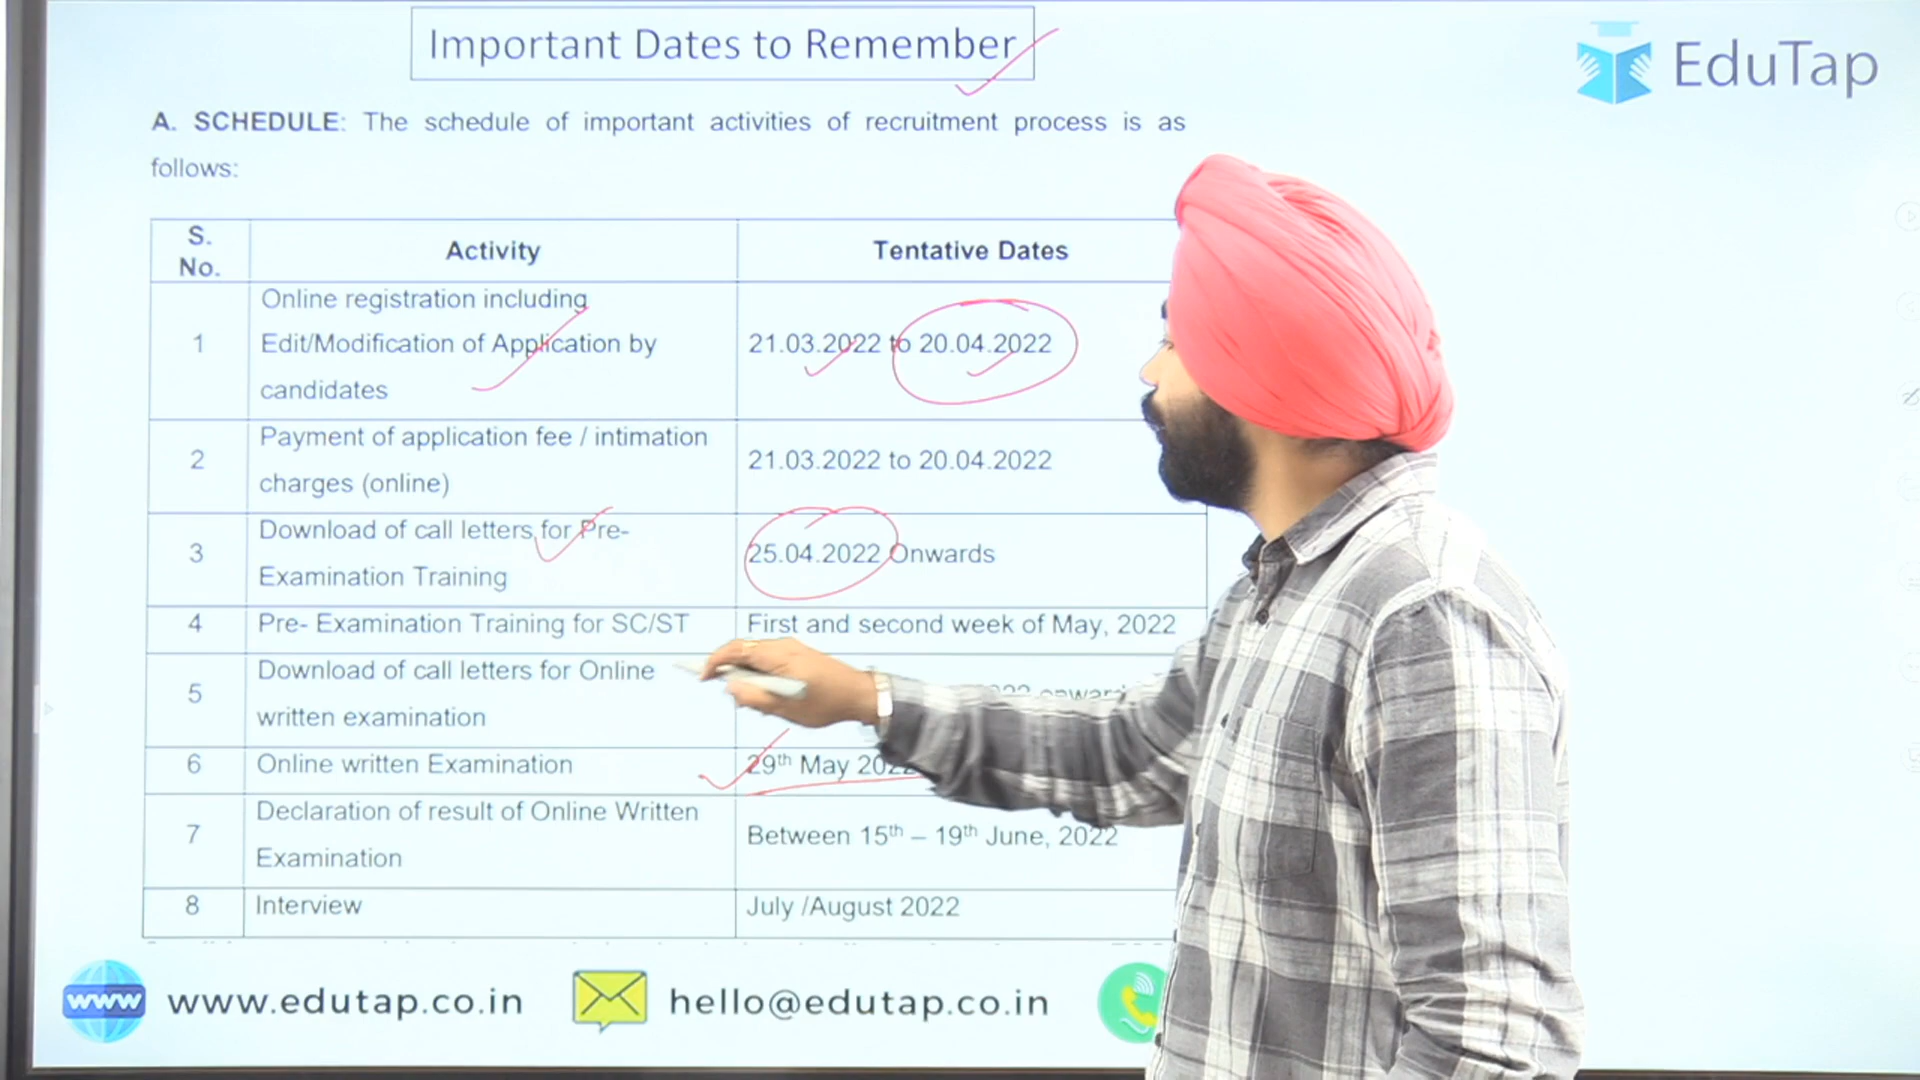 Important Dates to Remember
EduTap
A. SCHEDULE: The schedule of important activities of recruitment process is as
follows:
S. No. Activity Tentative Dates
1 Online registration including
Edit/Modification of Application by 21.03.2022 to 20.04.2022
candidates
2 Payment of application fee / intimation
charges (online) 21.03.2022 to 20.04.2022
3 Download of call letters for Pre-
Examination Training 25.04.2022 Onwards
4 Pre- Examination Training for SC/ST First and second week of May, 2022
5 Download of call letters for Online
written examination
6 Online written Examination 29th May 2022
7 Declaration of result of Online Written
Examination Between 15th – 19th June, 2022
8 Interview July /August 2022
www www.edutap.co.in hello@edutap.co.in